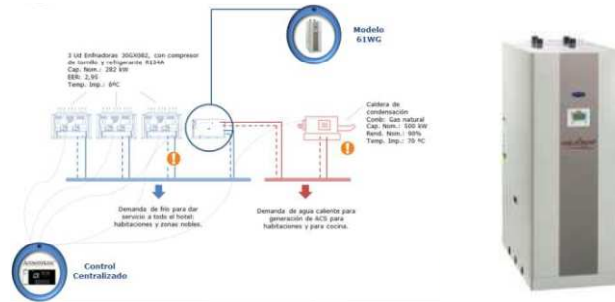 3 Ud Enfriadoras 30GX082, con compresor
de tornillo y refrigerante R134A
Cap. Nom.: 282 kW
EER: 2,95
Temp. Imp.: 6ºC
Modelo
61WG
Caldera de
condensación
Comb: Gas natural
Cap. Nom.: 500 kW
Rend. Nom.: 90%
Temp. Imp.: 70 ºC
Demanda de frío para dar
servicio a todo el hotel:
habitaciones y zonas nobles.
Demanda de agua caliente para
generación de ACS para
habitaciones y para cocina.
Control
Centralizado